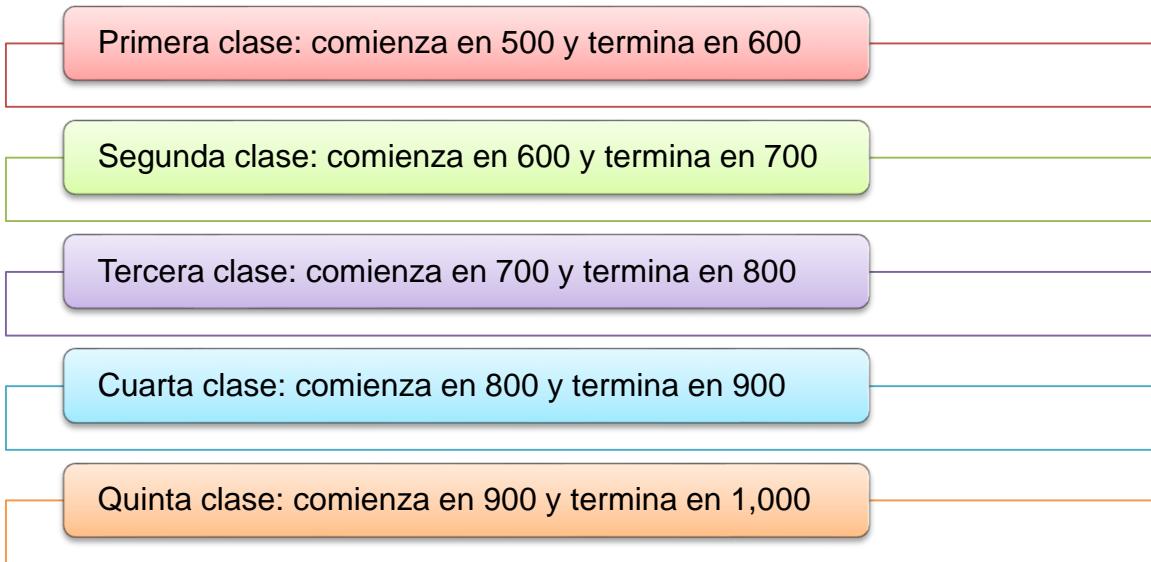 Primera clase: comienza en 500 y termina en 600
Segunda clase: comienza en 600 y termina en 700
Tercera clase: comienza en 700 y termina en 800
Cuarta clase: comienza en 800 y termina en 900
Quinta clase: comienza en 900 y termina en 1,000